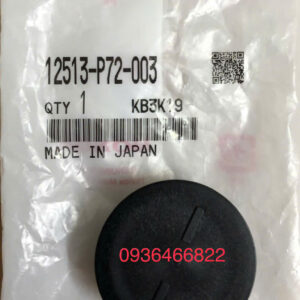 12513-P72-003
QTY 1 KB3K19
MADE IN JAPAN
0936466822